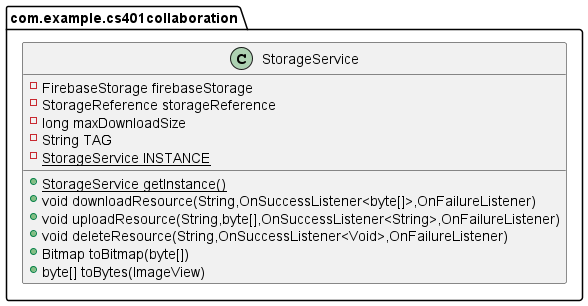 com.example.cs401collaboration
C StorageService
FirebaseStorage firebaseStorage
StorageReference storageReference
long maxDownloadSize
String TAG
StorageService INSTANCE
StorageService getInstance()
void downloadResource(String,OnSuccessListener<byte[]>,OnFailureListener)
void uploadResource(String,byte[],OnSuccessListener<String>,OnFailureListener)
void deleteResource(String,OnSuccessListener<Void>,OnFailureListener)
Bitmap toBitmap(byte[])
byte[] toBytes(ImageView)